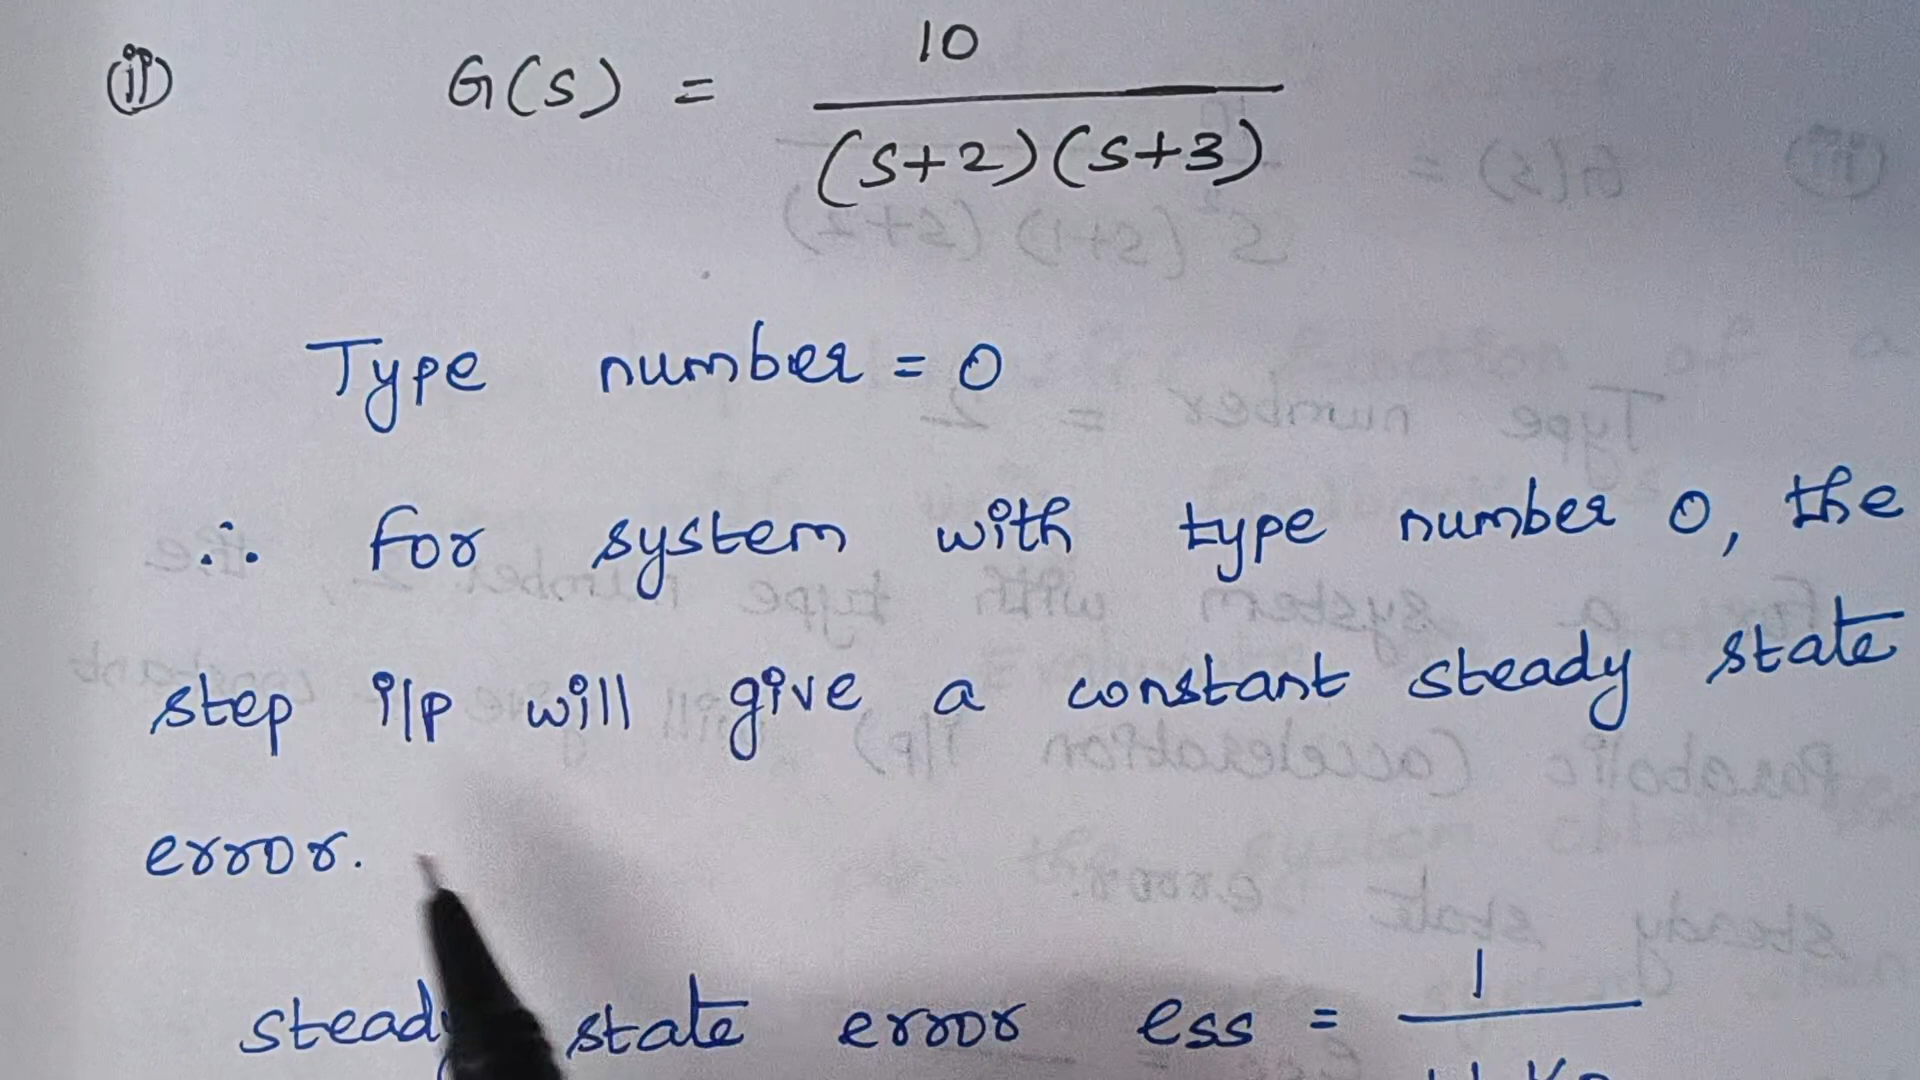 (ii) G(s) = 10
(s+2)(s+3)
Type number = 0
∴ for system with type number 0, the
step i/p will give a constant steady state
error.
steady state error ess = 1